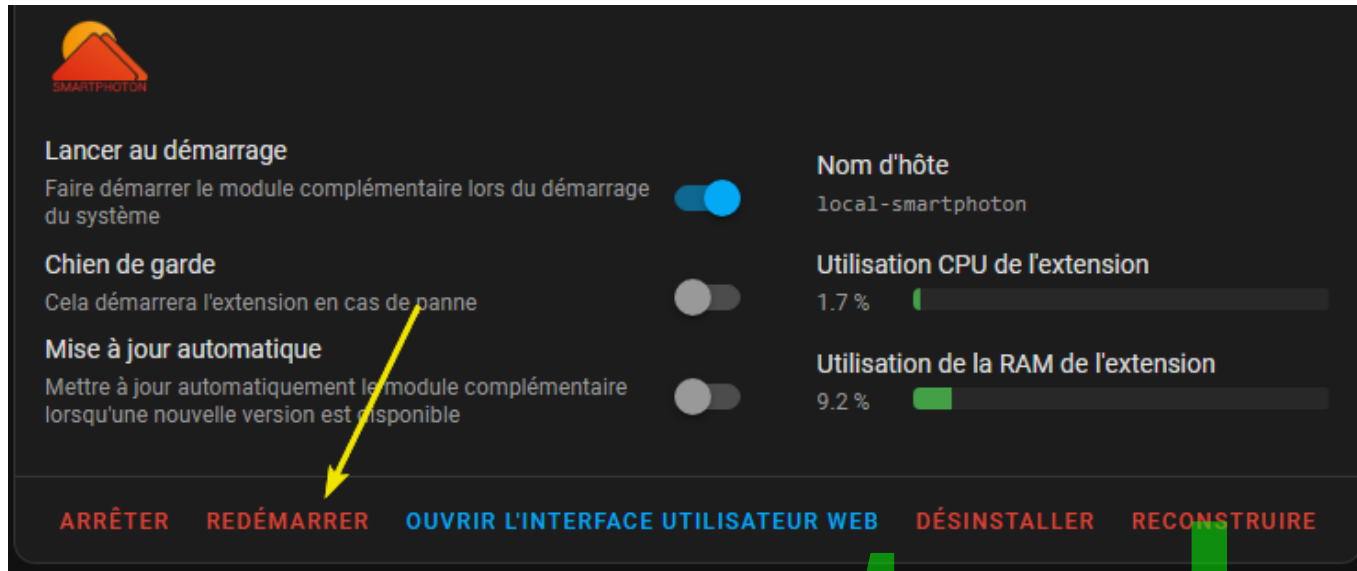 SMARTPHOTON
Lancer au démarrage
Faire démarrer le module complémentaire lors du démarrage
du système
Chien de garde
Cela démarrera l'extension en cas de panne
Mise à jour automatique
Mettre à jour automatiquement le module complémentaire
lorsqu'une nouvelle version est disponible
Nom d'hôte
local-smartphoton
Utilisation CPU de l'extension
1.7 %
Utilisation de la RAM de l'extension
9.2 %
ARRÊTER REDÉMARRER OUVRIR L'INTERFACE UTILISATEUR WEB DÉSINSTALLER RECONSTRUIRE